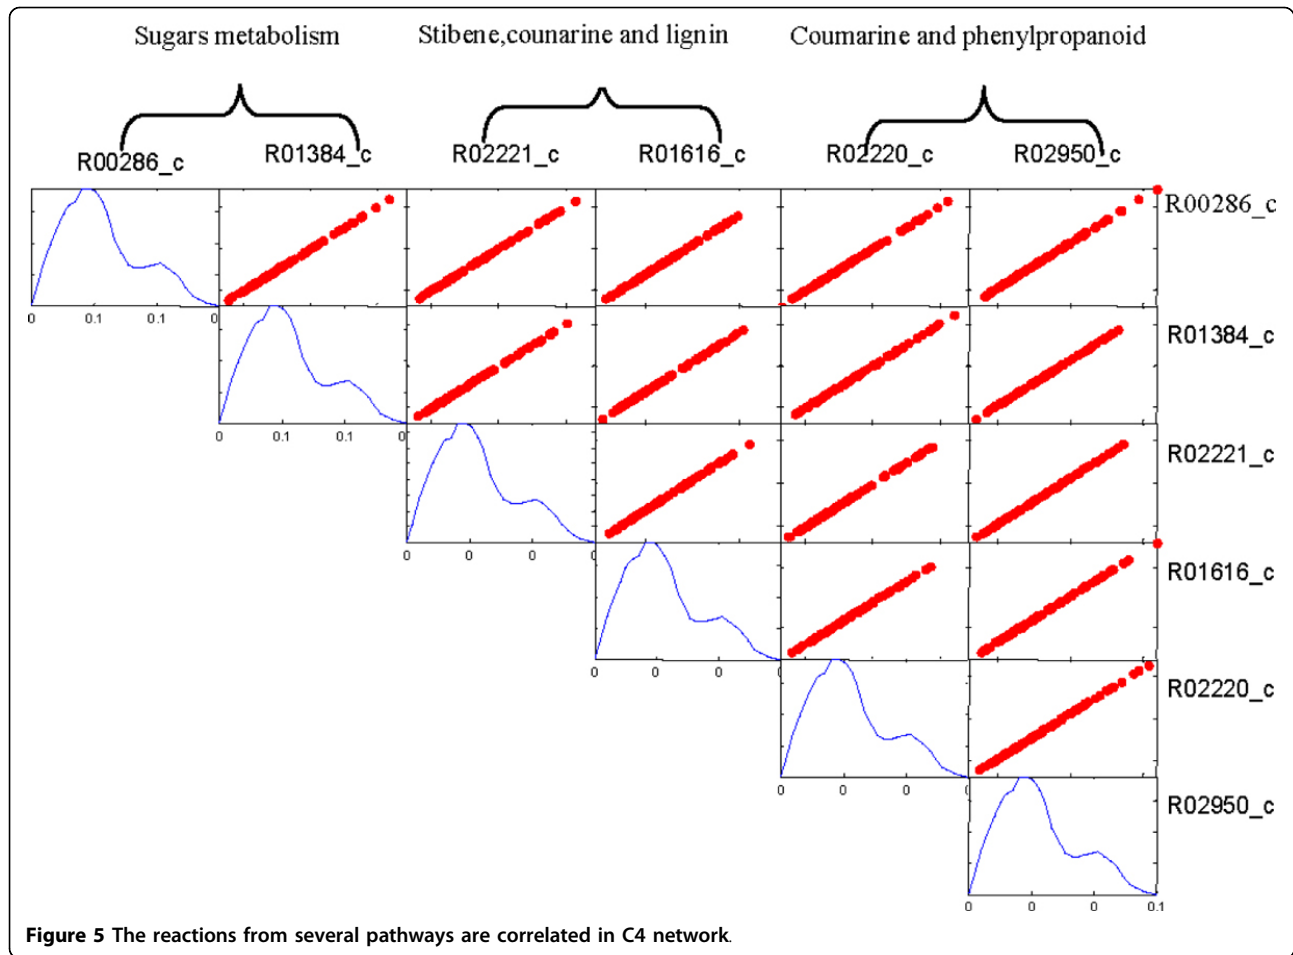 Sugars metabolism Stibene,counarine and lignin Coumarine and phenylpropanoid
R00286_c R01384_c R02221_c R01616_c R02220_c R02950_c
R00286_c
0 0.1 0.1 0
R01384_c
0 0.1 0.1 0
R02221_c
0 0 0 0
R01616_c
0 0 0 0
R02220_c
0 0 0 0
R02950_c
0 0 0 0.1
Figure 5 The reactions from several pathways are correlated in C4 network.